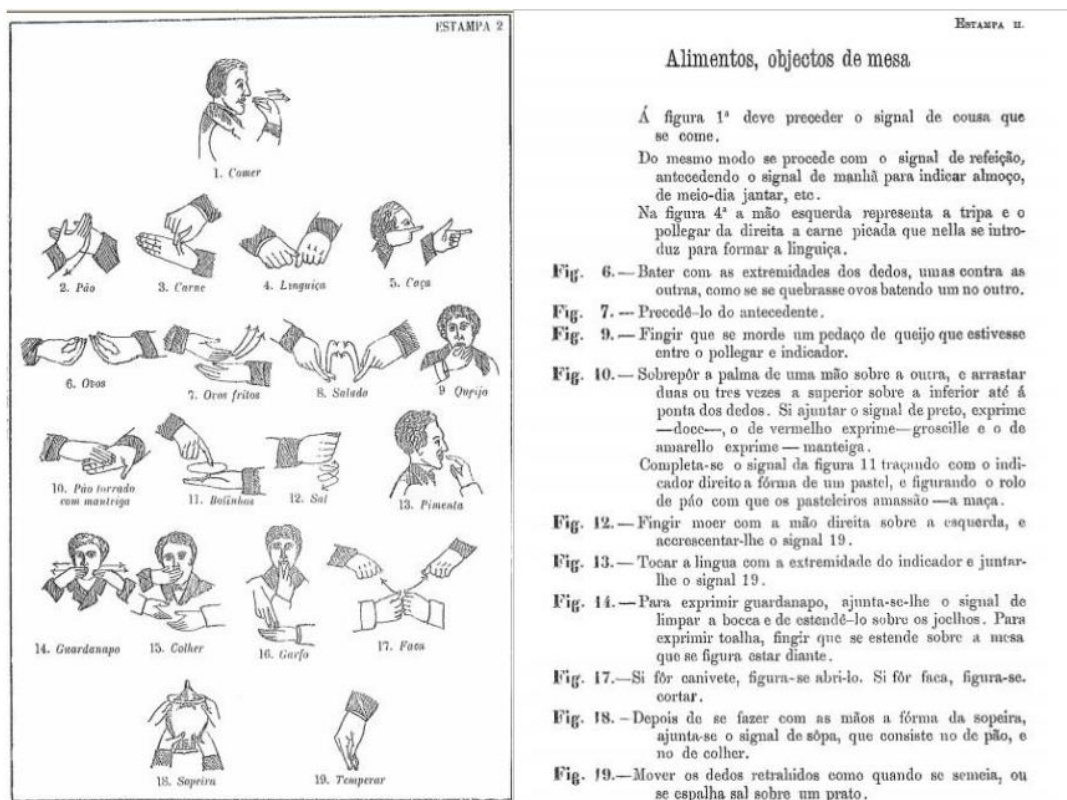 ESTAMPA 2
1. Comer
2. Pão
3. Carne
4. Linguiça
5. Caça
6. Ovos
7. Ovos fritos
8. Salada
9 Queijo
10. Pão torrado
com manteiga
11. Bolinhos
12. Sal
13. Pimenta
14. Guardanapo
15. Colher
16. Garfo
17. Faca
18. Sopeira
19. Temperar
ESTAMPA II.
Alimentos, objectos de mesa
Á figura 1ª deve preceder o signal de cousa que
se come.
Do mesmo modo se procede com o signal de refeição,
antecedendo o signal de manhã para indicar almoço,
de meio-dia jantar, etc.
Na figura 4ª a mão esquerda representa a tripa e o
pollegar da direita a carne picada que nella se intro-
duz para formar a linguiça.
Fig. 6.—Bater com as extremidades dos dedos, umas contra as
outras, como se se quebrasse ovos batendo um no outro.
Fig. 7.—Precedê-lo do antecedente.
Fig. 9.—Fingir que se morde um pedaço de queijo que estivesse
entre o pollegar e indicador.
Fig. 10.—Sobrepôr a palma de uma mão sobre a outra, e arrastar
duas ou tres vezes a superior sobre a inferior até á
ponta dos dedos. Si ajuntar o signal de preto, exprime
—doce—, o de vermelho exprime—groseille e o de
amarello exprime—manteiga.
Completa-se o signal da figura 11 traçando com o indi-
cador direito a fórma de um pastel, e figurando o rolo
de páo com que os pasteleiros amassão—a maça.
Fig. 12.—Fingir moer com a mão direita sobre a esquerda, e
accrescentar-lhe o signal 19.
Fig. 13.—Tocar a lingua com a extremidade do indicador e juntar-
lhe o signal 19.
Fig. 14.—Para exprimir guardanapo, ajunta-se-lhe o signal de
limpar a bocca e de estendê-lo sobre os joelhos. Para
exprimir toalha, fingir que se estende sobre a mesa
que se figura estar diante.
Fig. 17.—Si fôr canivete, figura-se abri-lo. Si fôr faca, figura-se.
cortar.
Fig. 18.—Depois de se fazer com as mãos a fórma da sopeira,
ajunta-se o signal de sôpa, que consiste no de pão, e
no de colher.
Fig. 19.—Mover os dedos retrahidos como quando se semeia, ou
se espalha sal sobre um prato.